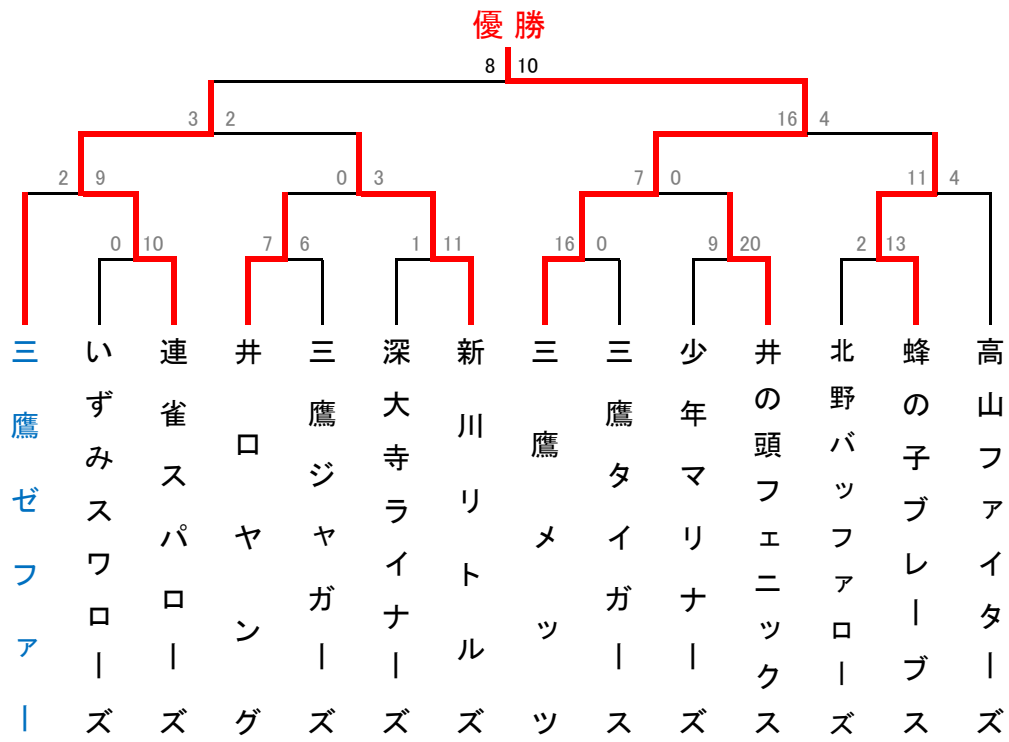 優勝
8 10
3 2
16 4
2 9
0 3
7 0
11 4
0 10
7 6
1 11
16 0
9 20
2 13
三鷹ゼファー
いずみスワローズ
連雀スパローズ
井口ヤング
三鷹ジャガーズ
深大寺ライナーズ
新川リトルズ
三鷹メッツ
三鷹タイガース
少年マリナーズ
井の頭フェニックス
北野バッファローズ
蜂の子ブレーブス
高山ファイターズ